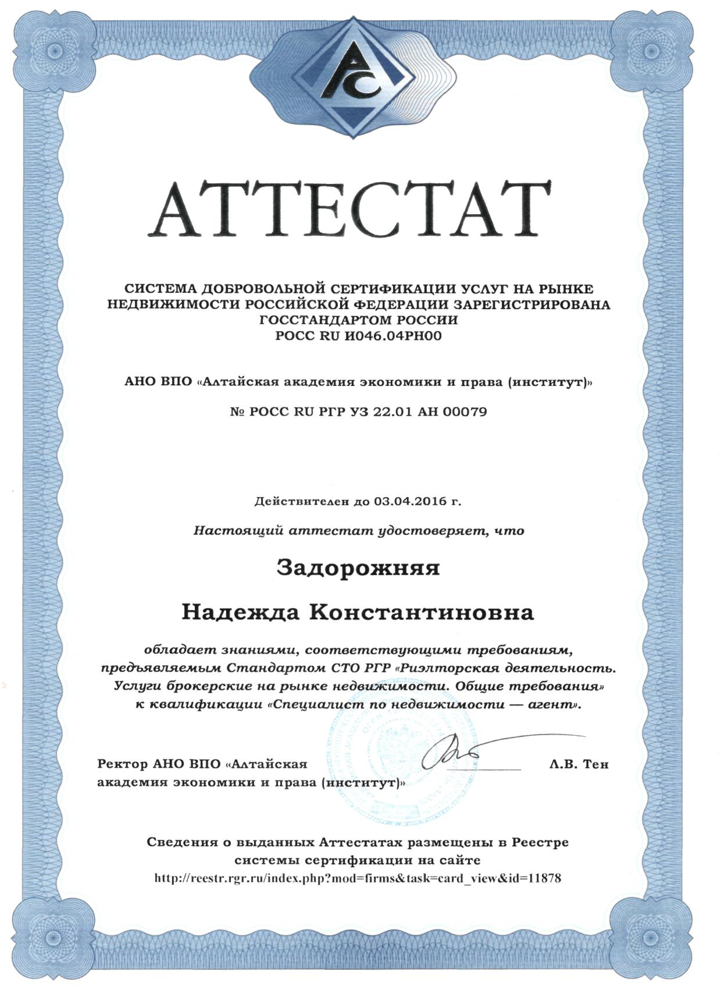 АС
АТТЕСТАТ
СИСТЕМА ДОБРОВОЛЬНОЙ СЕРТИФИКАЦИИ УСЛУГ НА РЫНКЕ
НЕДВИЖИМОСТИ РОССИЙСКОЙ ФЕДЕРАЦИИ ЗАРЕГИСТРИРОВАНА
ГОССТАНДАРТОМ РОССИИ
РОСС RU И046.04РН00
АНО ВПО «Алтайская академия экономики и права (институт)»
№ РОСС RU РГР УЗ 22.01 АН 00079
Действителен до 03.04.2016 г.
Настоящий аттестат удостоверяет, что
Задорожняя
Надежда Константиновна
обладает знаниями, соответствующими требованиям,
предъявляемым Стандартом СТО РГР «Риэлторская деятельность.
Услуги брокерские на рынке недвижимости. Общие требования»
к квалификации «Специалист по недвижимости — агент».
Ректор АНО ВПО «Алтайская
академия экономики и права (институт)»
Л.В. Тен
Сведения о выданных Аттестатах размещены в Реестре
системы сертификации на сайте
http://reestr.rgr.ru/index.php?mod=firms&task=card_view&id=11878